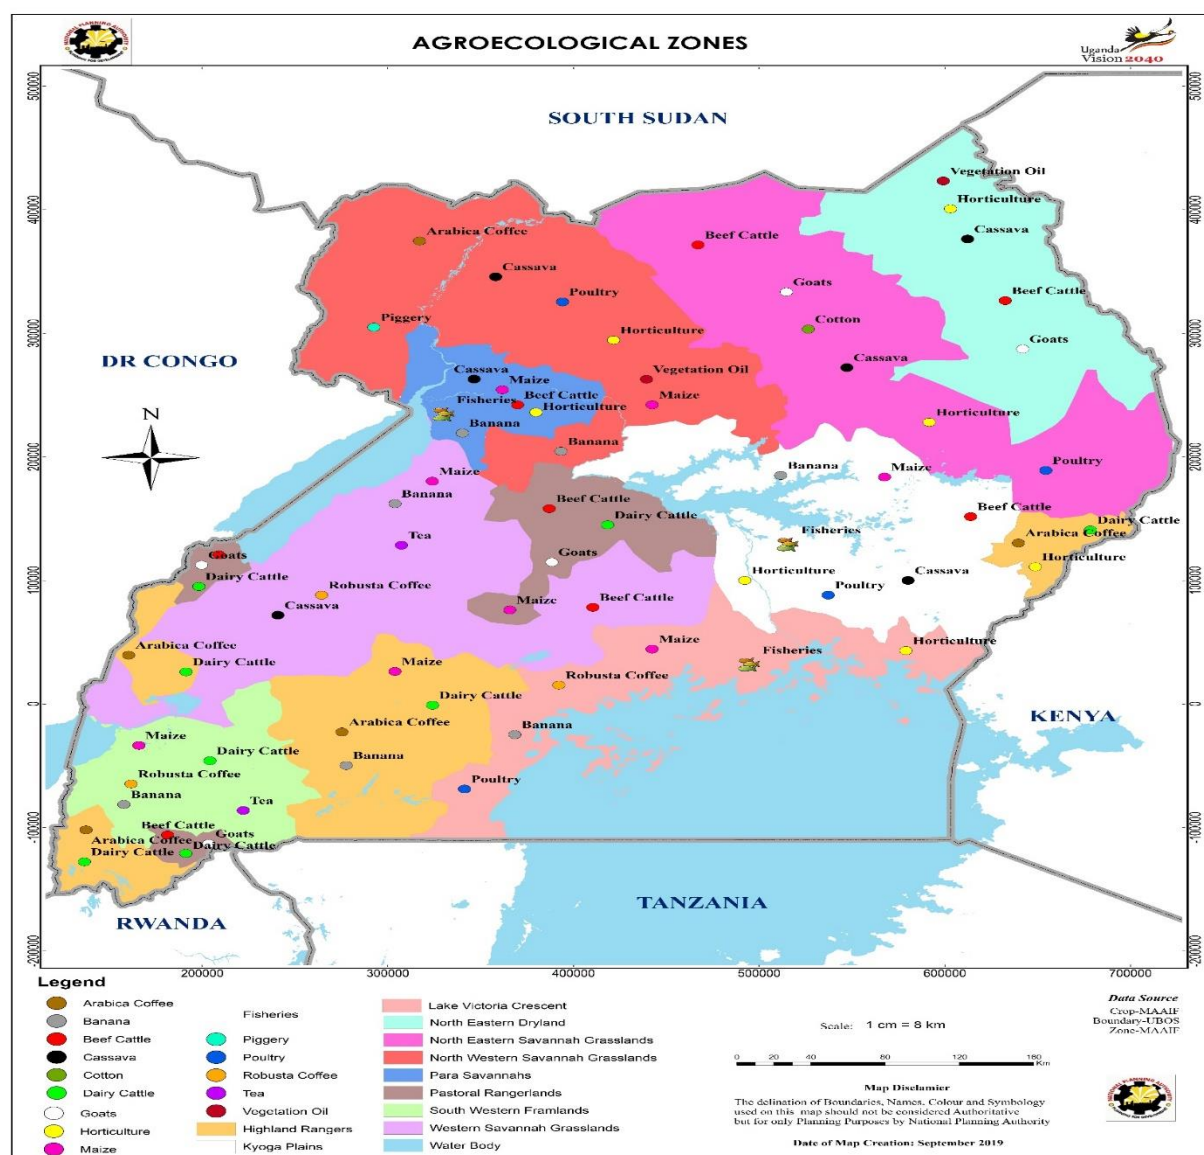 AGROECOLOGICAL ZONES
Uganda
Vision 2040
500000
400000
300000
200000
100000
0
-100000
-200000
500000
400000
300000
200000
100000
0
-100000
-200000
SOUTH SUDAN
Vegetation Oil
Horticulture
Arabica Coffee
Beef Cattle
Cassava
Cassava
Goats
Poultry
Beef Cattle
Piggery
Cotton
Horticulture
Goats
DR CONGO
Cassava
Maize
Vegetation Oil
Cassava
Fisheries
Beef Cattle
Maize
Horticulture
Horticulture
N
Banana
Banana
Maize
Banana
Maize
Poultry
Banana
Beef Cattle
Beef Cattle
Tea
Dairy Cattle
Fisheries
Dairy Cattle
Arabica Coffee
Goats
Goats
Horticulture
Dairy Cattle
Robusta Coffee
Horticulture
Poultry
Cassava
Cassava
Maize
Beef Cattle
Arabica Coffee
Dairy Cattle
Maize
Maize
Fisheries
Horticulture
Robusta Coffee
Dairy Cattle
KENYA
Arabica Coffee
Banana
Maize
Dairy Cattle
Banana
Robusta Coffee
Banana
Tea
Poultry
Beef Cattle
Goats
Arabica Coffee
Dairy Cattle
Dairy Cattle
RWANDA
TANZANIA
200000
300000
400000
500000
600000
700000
Legend
Arabica Coffee
Banana
Beef Cattle
Cassava
Cotton
Dairy Cattle
Goats
Horticulture
Maize
Fisheries
Piggery
Poultry
Robusta Coffee
Tea
Vegetation Oil
Highland Rangers
Kyoga Plains
Lake Victoria Crescent
North Eastern Dryland
North Eastern Savannah Grasslands
North Western Savannah Grasslands
Para Savannahs
Pastoral Rangerlands
South Western Framlands
Western Savannah Grasslands
Water Body
Scale: 1 cm = 8 km
0 20 40 80 120 160
Km
Map Disclamier
The delination of Boundaries, Names. Colour and Symbology
used on this map should not be considered Authoritative
but for only Planning Purposes by National Planning Authority
Date of Map Creation: September 2019
Data Source
Crop-MAAIF
Boundary-UBOS
Zone-MAAIF